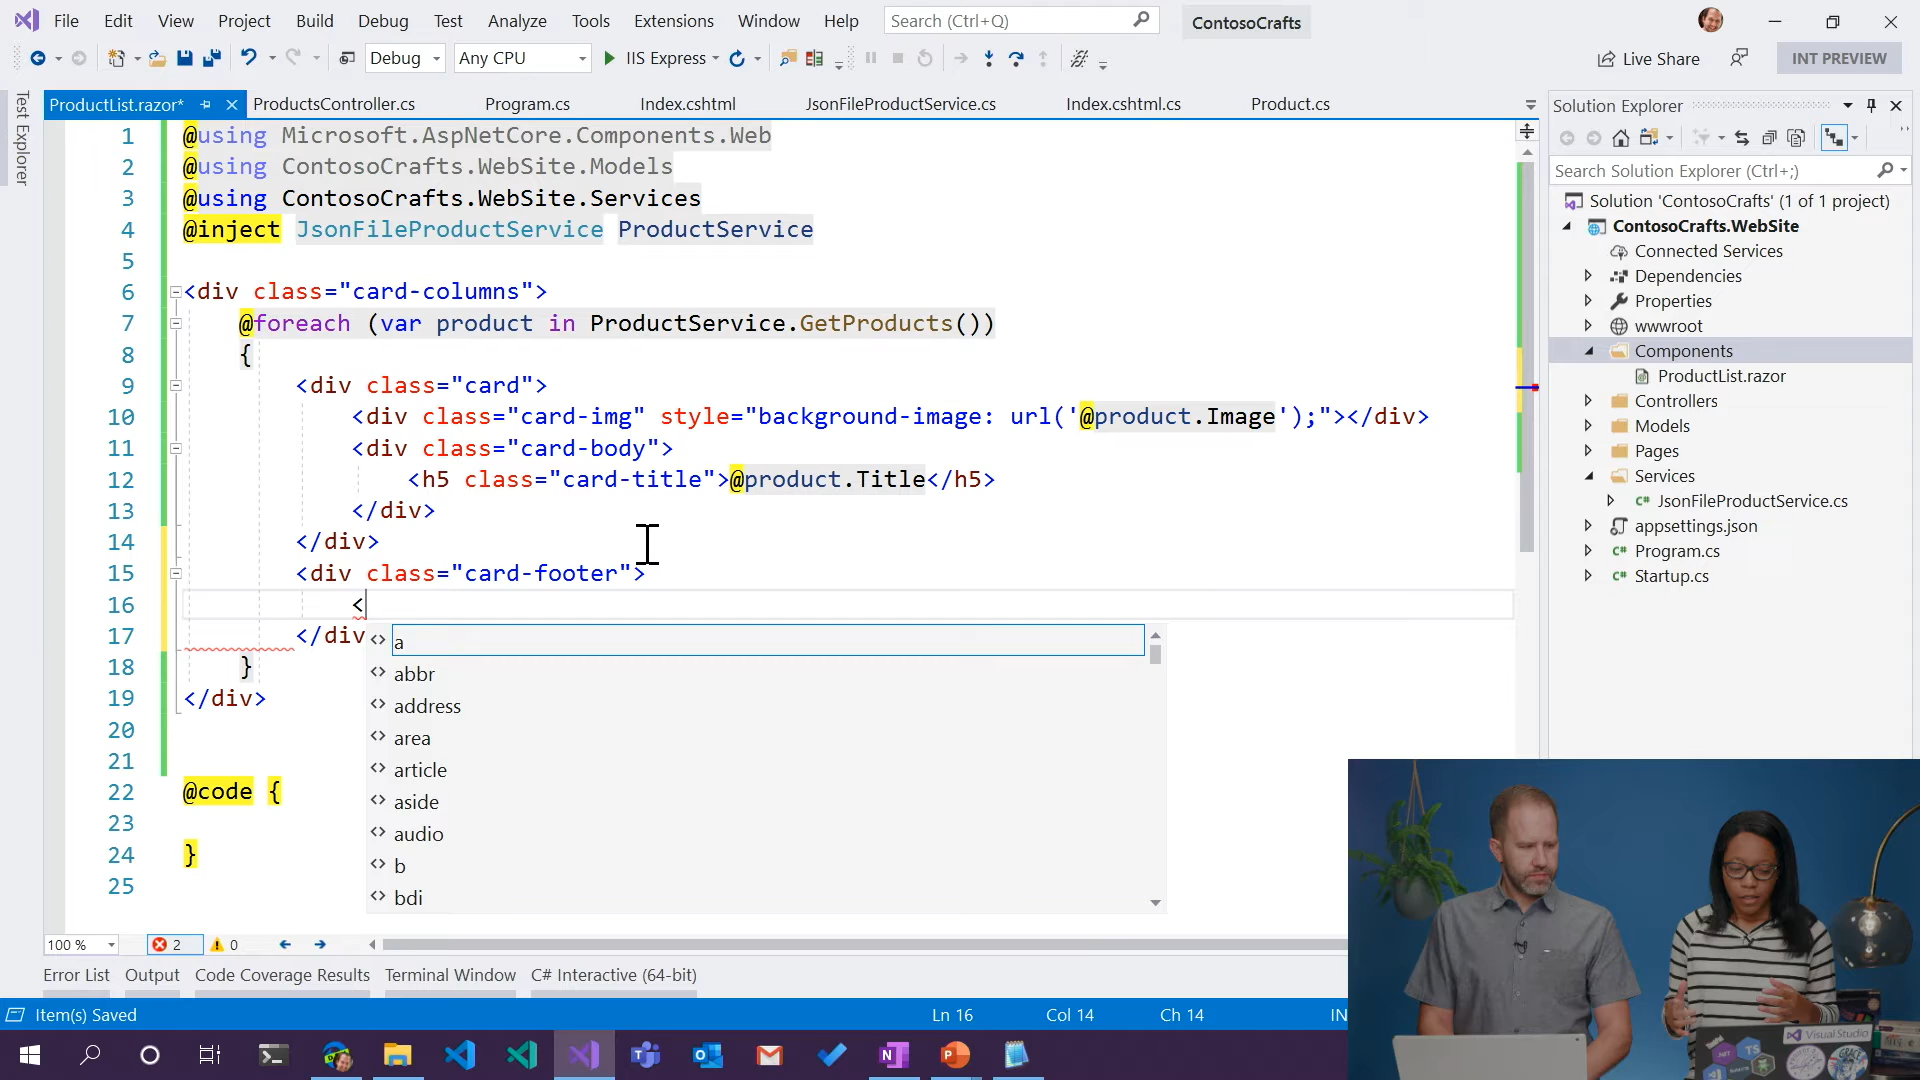 File Edit View Project Build Debug Test Analyze Tools Extensions Window Help Search (Ctrl+Q) ContosoCrafts
Debug Any CPU IIS Express Live Share INT PREVIEW
Test Explorer
ProductList.razor* ProductsController.cs Program.cs Index.cshtml JsonFileProductService.cs Index.cshtml.cs Product.cs
1 @using Microsoft.AspNetCore.Components.Web
2 @using ContosoCrafts.WebSite.Models
3 @using ContosoCrafts.WebSite.Services
4 @inject JsonFileProductService ProductService
5
6 <div class="card-columns">
7 @foreach (var product in ProductService.GetProducts())
8 {
9 <div class="card">
10 <div class="card-img" style="background-image: url('@product.Image');"></div>
11 <div class="card-body">
12 <h5 class="card-title">@product.Title</h5>
13 </div>
14 </div>
15 <div class="card-footer">
16 <
17 </div
18 }
19 </div>
20
21
22 @code {
23
24 }
25
a
abbr
address
area
article
aside
audio
b
bdi
Solution Explorer
Search Solution Explorer (Ctrl+;)
Solution 'ContosoCrafts' (1 of 1 project)
ContosoCrafts.WebSite
Connected Services
Dependencies
Properties
wwwroot
Components
ProductList.razor
Controllers
Models
Pages
Services
JsonFileProductService.cs
appsettings.json
Program.cs
Startup.cs
100 % 2 0
Error List Output Code Coverage Results Terminal Window C# Interactive (64-bit)
Item(s) Saved Ln 16 Col 14 Ch 14 IN
Visual Studio